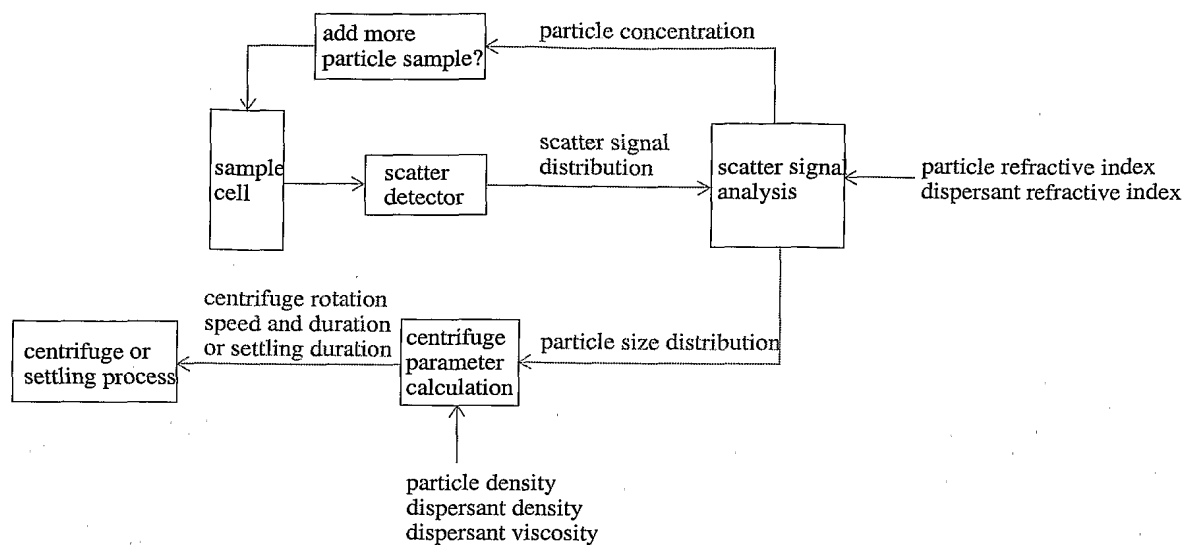 add more
particle sample?
particle concentration
sample
cell
scatter
detector
scatter signal
distribution
scatter signal
analysis
particle refractive index
dispersant refractive index
centrifuge rotation
speed and duration
or settling duration
centrifuge or
settling process
centrifuge
parameter
calculation
particle size distribution
particle density
dispersant density
dispersant viscosity